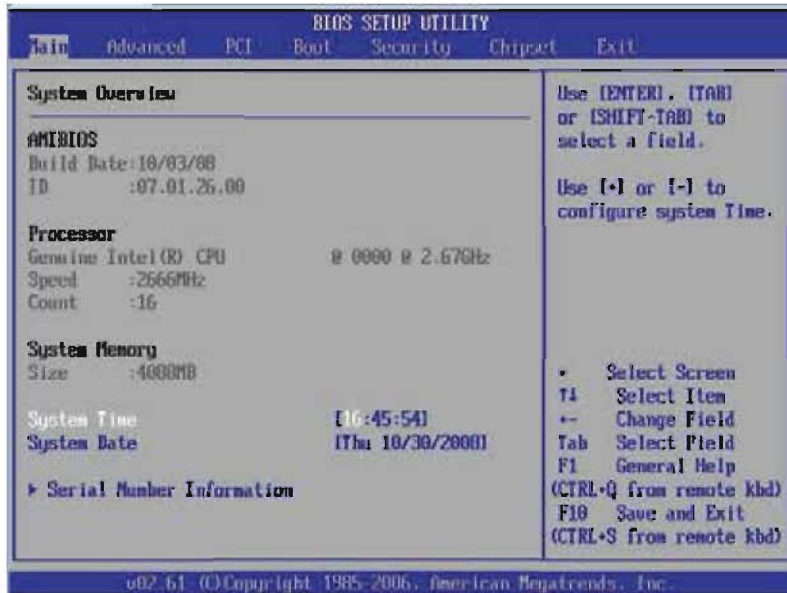 BIOS SETUP UTILITY
Main Advanced PCI Boot Security Chipset Exit
System Overview
AMIBIOS
Build Date:10/03/08
ID :07.01.26.00
Processor
Genuine Intel(R) CPU @ 0000 @ 2.67GHz
Speed :2666MHz
Count :16
System Memory
Size
System Time [16:45:54]
System Date [Thu 10/30/2008]
Serial Number Information
Use [ENTER], [TAB]
or [SHIFT-TAB] to
select a field.
Use [+] or [-] to
configure system Time.
Select Screen
↑↓ Select Item
+- Change Field
Tab Select Field
F1 General Help
(CTRL+Q from remote kbd)
F10 Save and Exit
(CTRL+S from remote kbd)
v02.61 (C)Copyright 1985-2006, American Megatrends, Inc.